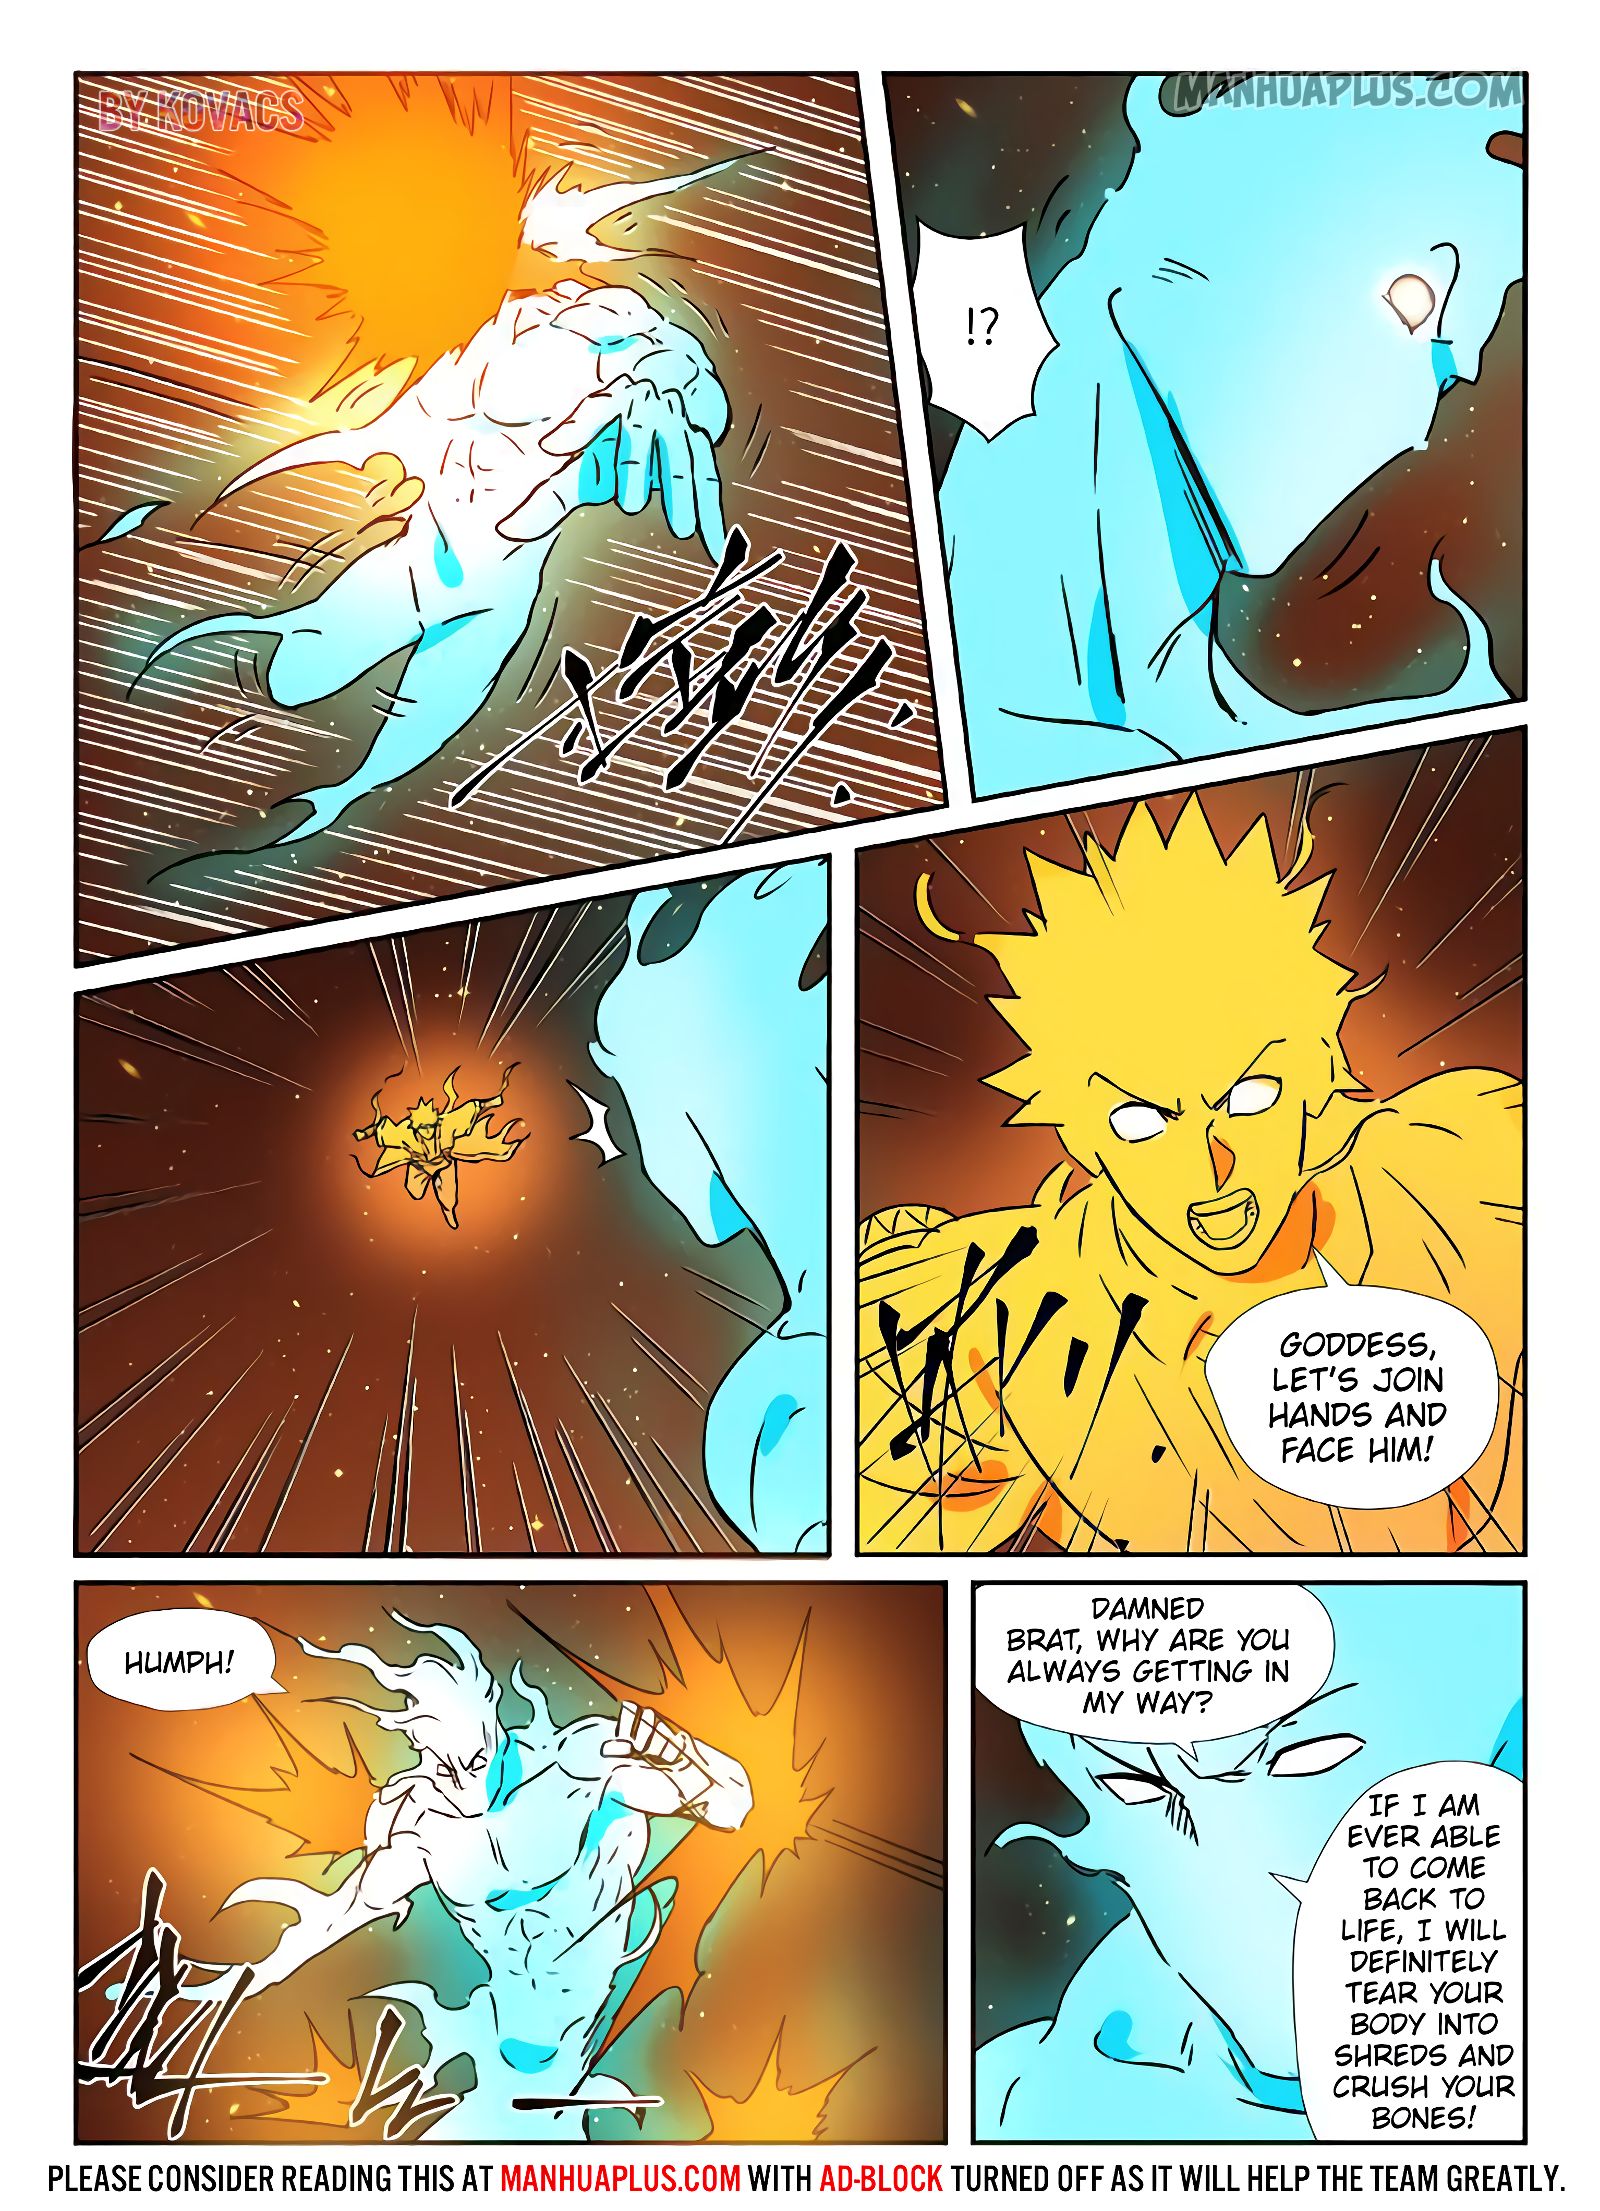 BY KOVACS
MANHUAPLUS.COM
!?
GODDESS,
LET'S JOIN
HANDS AND
FACE HIM!
HUMPH!
DAMNED
BRAT, WHY ARE YOU
ALWAYS GETTING IN
MY WAY?
IF I AM
EVER ABLE
TO COME
BACK TO
LIFE, I WILL
DEFINITELY
TEAR YOUR
BODY INTO
SHREDS AND
CRUSH YOUR
BONES!
PLEASE CONSIDER READING THIS AT MANHUAPLUS.COM WITH AD-BLOCK TURNED OFF AS IT WILL HELP THE TEAM GREATLY.